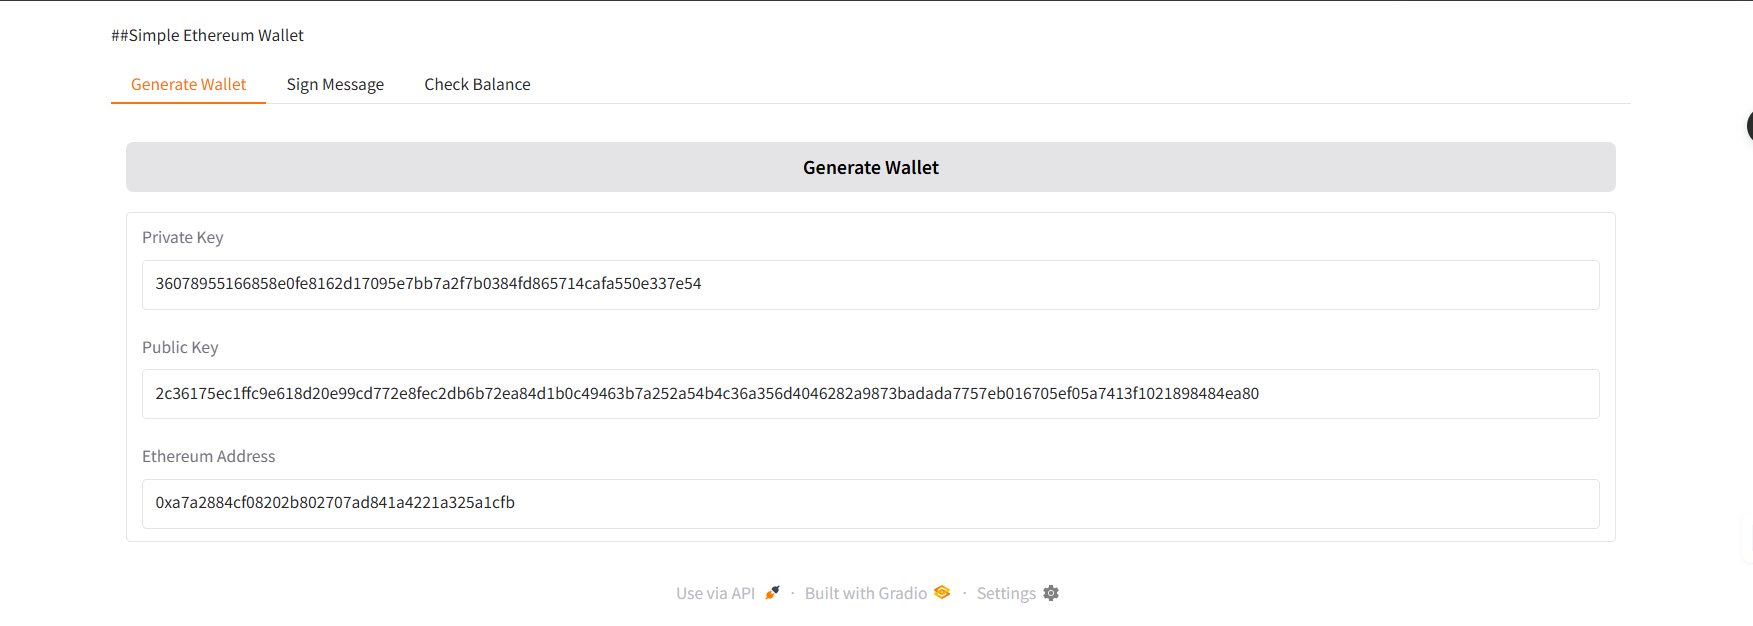 ##Simple Ethereum Wallet
Generate Wallet Sign Message Check Balance
Generate Wallet
Private Key
36078955166858e0fe8162d17095e7bb7a2f7b0384fd865714cafa550e337e54
Public Key
2c36175ec1ffc9e618d20e99cd772e8fec2db6b72ea84d1b0c49463b7a252a54b4c36a356d4046282a9873badada7757eb016705ef05a7413f1021898484ea80
Ethereum Address
0xa7a2884cf08202b802707ad841a4221a325a1cfb
Use via API · Built with Gradio · Settings